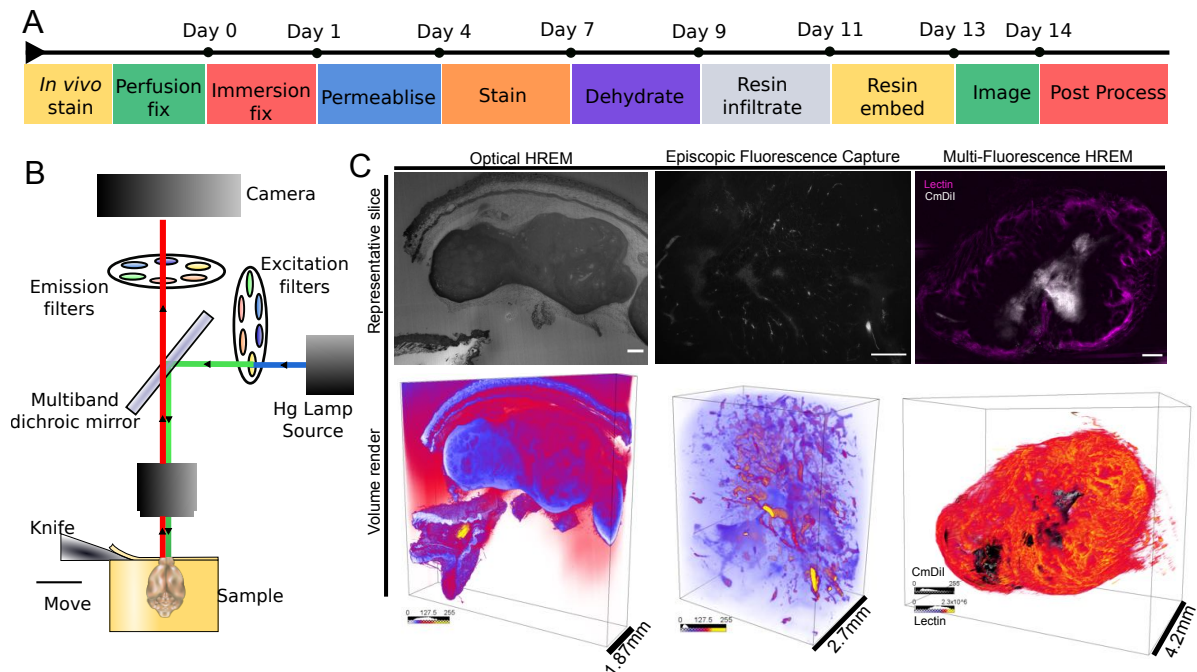 A
Day 0
Day 1
Day 4
Day 7
Day 9
Day 11
Day 13
Day 14
In vivo
stain
Perfusion
fix
Immersion
fix
Permeablise
Stain
Dehydrate
Resin
infiltrate
Resin
embed
Image
Post Process
B
Camera
Emission
filters
Excitation
filters
Multiband
dichroic mirror
Hg Lamp
Source
Knife
Move
Sample
C
Optical HREM
Episcopic Fluorescence Capture
Multi-Fluorescence HREM
Representative slice
Lectin
CmDiI
Volume render
0 127.5 255
1.87mm
0 127.5 255
2.7mm
CmDiI
0 255
0 2.3x10^6
Lectin
4.2mm